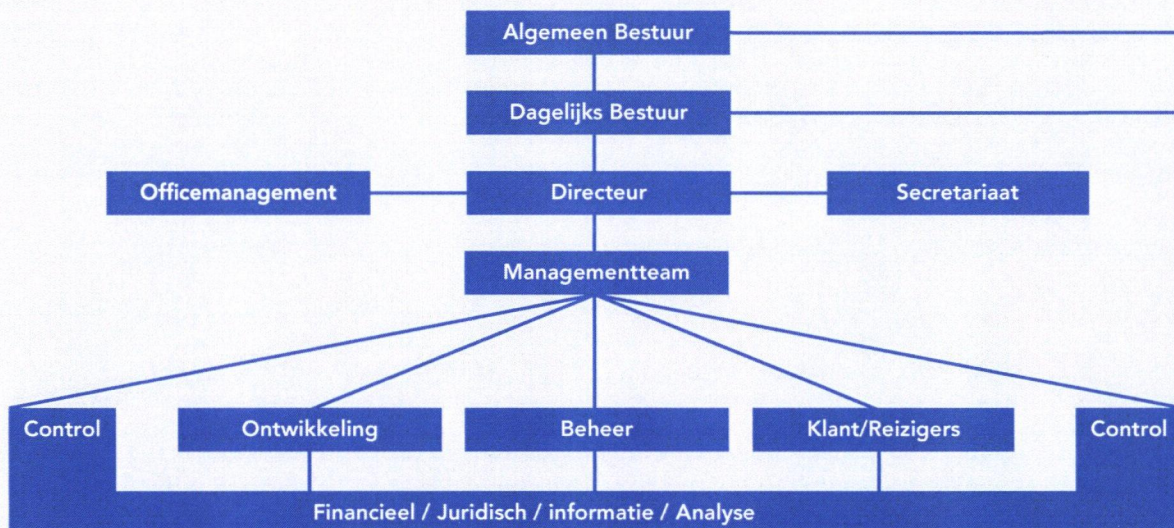 Algemeen Bestuur
Dagelijks Bestuur
Officemanagement
Directeur
Secretariaat
Managementteam
Control
Ontwikkeling
Beheer
Klant/Reizigers
Control
Financieel / Juridisch / informatie / Analyse